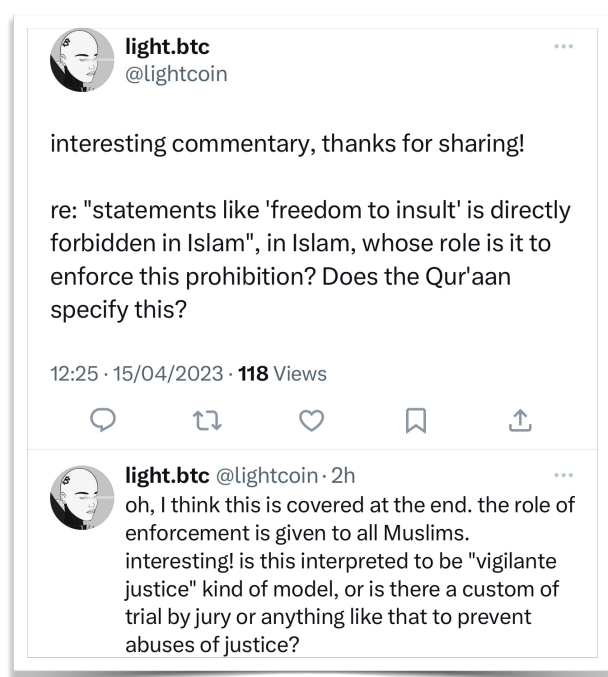 light.btc
@lightcoin
interesting commentary, thanks for sharing!
re: "statements like 'freedom to insult' is directly
forbidden in Islam", in Islam, whose role is it to
enforce this prohibition? Does the Qur'aan
specify this?
12:25 · 15/04/2023 · 118 Views
light.btc @lightcoin · 2h
oh, I think this is covered at the end. the role of
enforcement is given to all Muslims.
interesting! is this interpreted to be "vigilante
justice" kind of model, or is there a custom of
trial by jury or anything like that to prevent
abuses of justice?